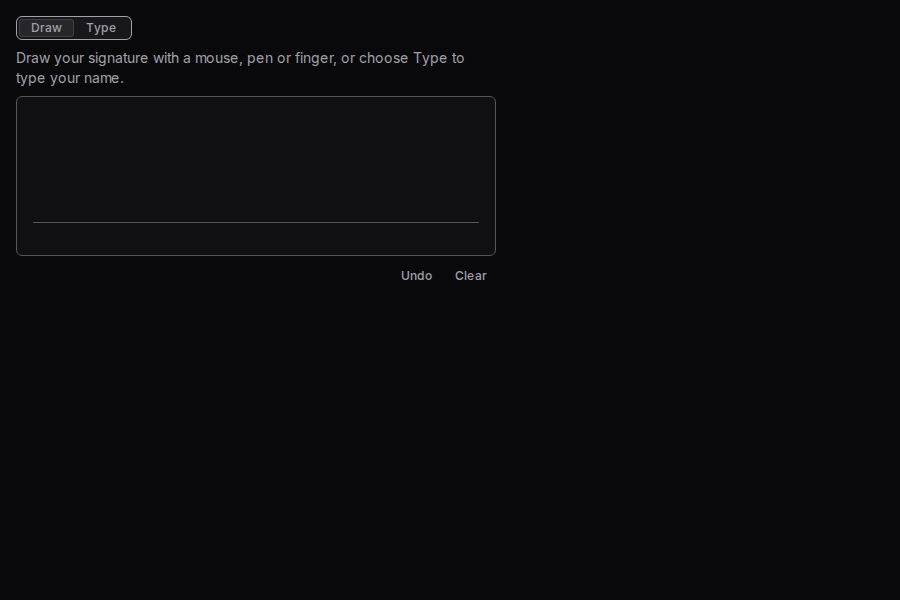 Draw Type
Draw your signature with a mouse, pen or finger, or choose Type to
type your name.
Undo Clear